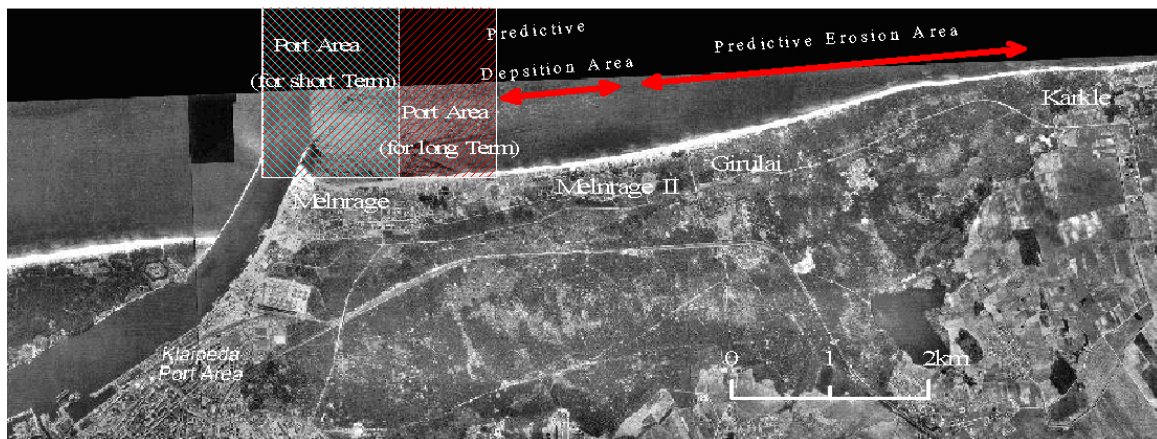 Port Area
(for short Term)
Predictive
Depsition Area
Predictive Erosion Area
Port Area
(for long Term)
Karkle
Girulai
Melnrage II
Melnrage
Klaipeda
Port Area
0 1 2km